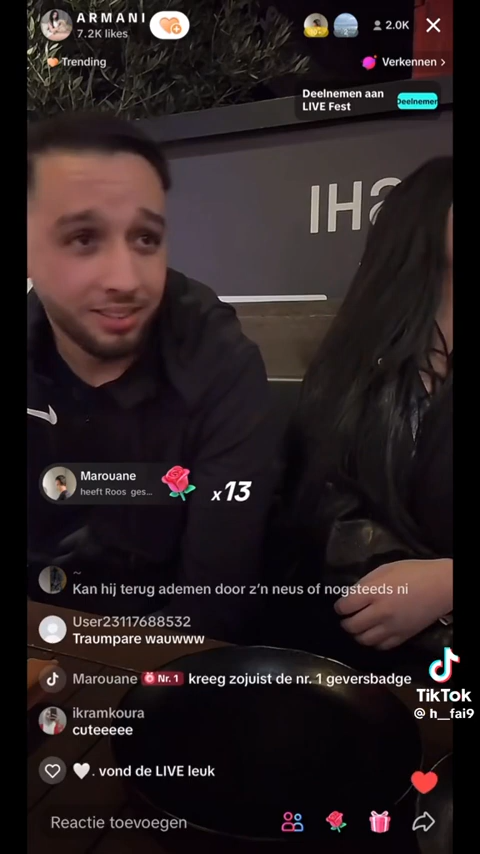 ARMANI
7.2K likes
2.0K
Trending
Verkennen >
Deelnemen aan
LIVE Fest
Deelnemen
IHS
Marouane
heeft Roos ges...
x13
~
Kan hij terug ademen door z'n neus of nogsteeds ni
User23117688532
Traumpare wauwww
Marouane Nr. 1 kreeg zojuist de nr. 1 geversbadge
ikramkoura
cuteeeee
🤍. vond de LIVE leuk
TikTok
@ h__fai9
Reactie toevoegen